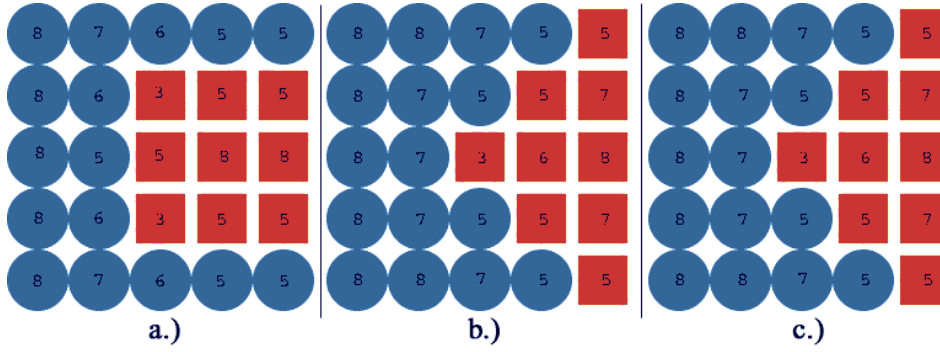 8 7 6 5 5 8 8 7 5 5 8 8 7 5 5
8 6 3 5 5 8 7 5 5 7 8 7 5 5 7
8 5 5 8 8 8 7 3 6 8 8 7 3 6 8
8 6 3 5 5 8 7 5 5 7 8 7 5 5 7
8 7 6 5 5 8 8 7 5 5 8 8 7 5 5
a.) b.) c.)